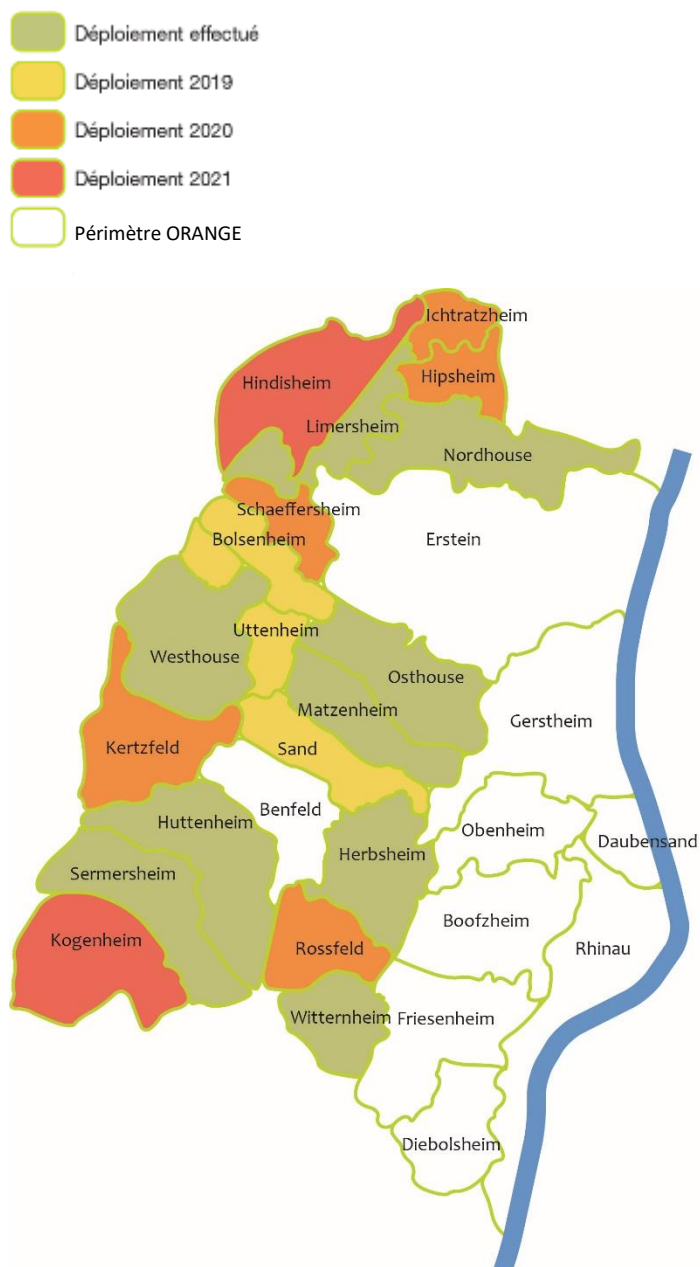 Déploiement effectué
Déploiement 2019
Déploiement 2020
Déploiement 2021
Périmètre ORANGE
Ichtratzheim
Hindisheim
Hipsheim
Limersheim
Nordhouse
Schaeffersheim
Bolsenheim
Erstein
Uttenheim
Westhouse
Osthouse
Matzenheim
Gerstheim
Kertzfeld
Sand
Benfeld
Huttenheim
Obenheim
Daubensand
Herbsheim
Sermersheim
Boofzheim
Kogenheim
Rossfeld
Rhinau
Witternheim
Friesenheim
Diebolsheim